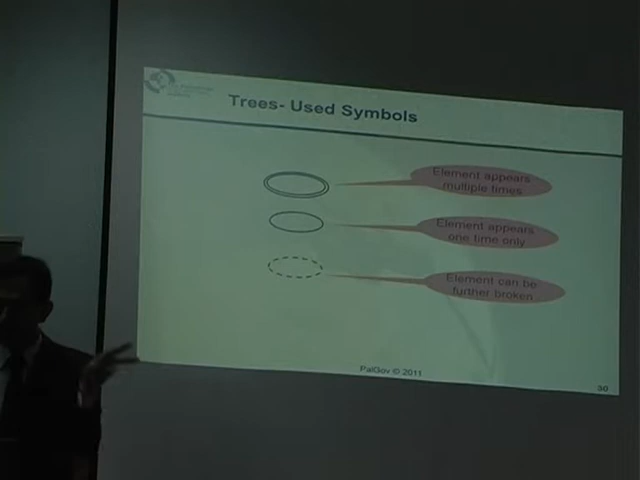 Trees- Used Symbols
Element appears
multiple times
Element appears
one time only
Element can be
further broken
PalGov © 2011
30